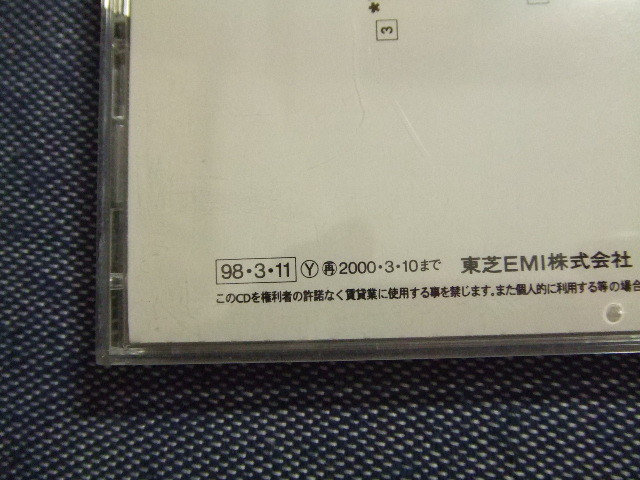 * 3
98・3・11 Ⓨ ㊞再 2000・3・10まで 東芝EMI株式会社
このCDを権利者の許諾なく賃貸業に使用する事を禁じます。また個人的に利用する等の場合